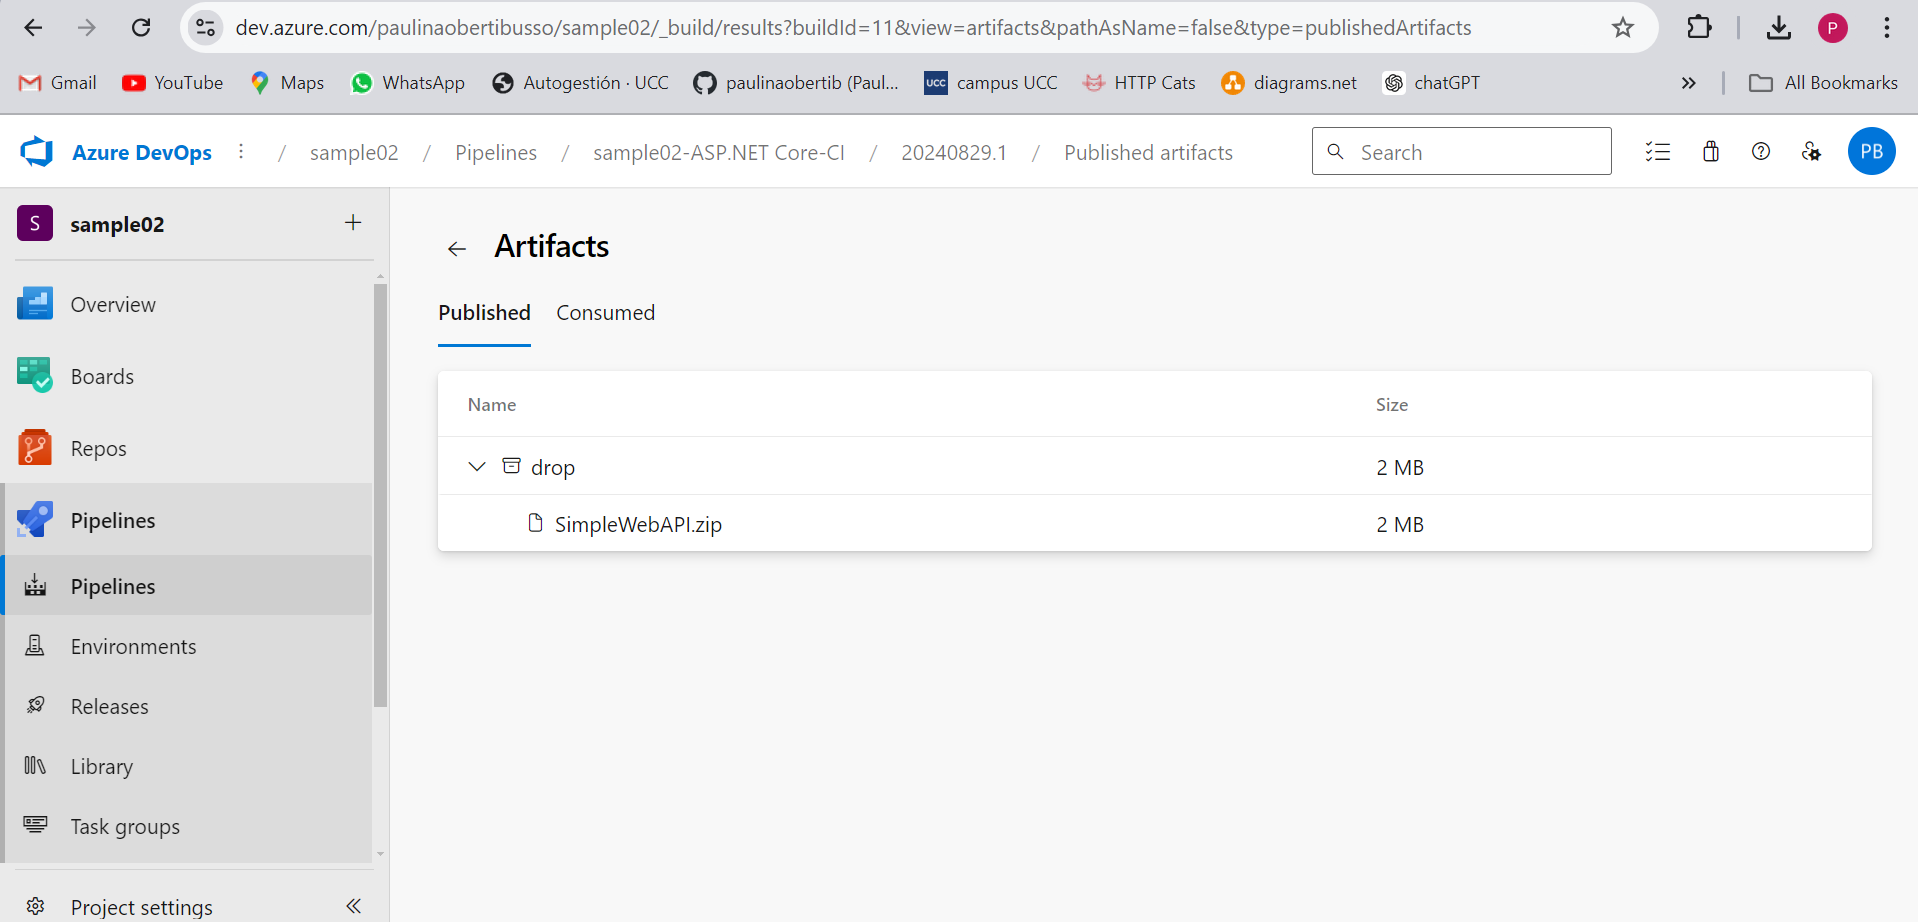 dev.azure.com/paulinaobertibusso/sample02/_build/results?buildId=11&view=artifacts&pathAsName=false&type=publishedArtifacts
P
Gmail YouTube Maps WhatsApp Autogestión · UCC paulinaobertib (Paul... UCC campus UCC HTTP Cats diagrams.net chatGPT » All Bookmarks
Azure DevOps / sample02 / Pipelines / sample02-ASP.NET Core-CI / 20240829.1 / Published artifacts Search PB
S sample02 +
Overview
Boards
Repos
Pipelines
Pipelines
Environments
Releases
Library
Task groups
Project settings
Artifacts
Published Consumed
Name Size
drop 2 MB
SimpleWebAPI.zip 2 MB